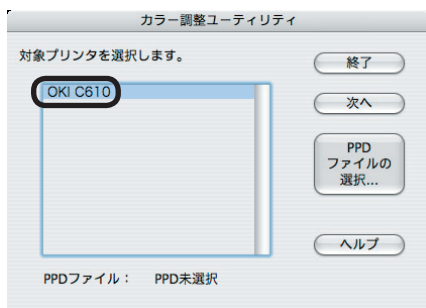 カラー調整ユーティリティ
対象プリンタを選択します。
OKI C610
終了
次へ
PPD
ファイルの
選択...
ヘルプ
PPDファイル： PPD未選択